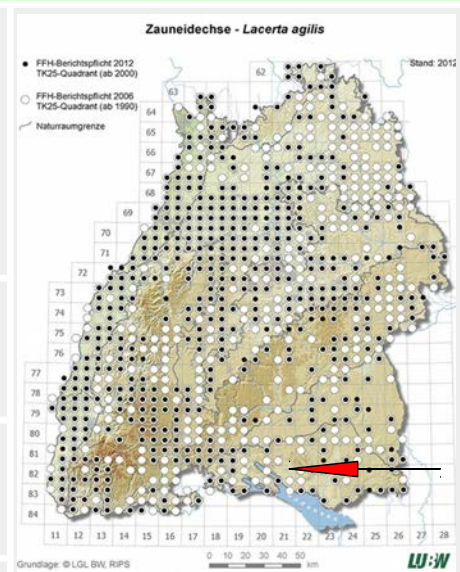 Zauneidechse - Lacerta agilis
FFH-Berichtspflicht 2012
TK25-Quadrant (ab 2000)
FFH-Berichtspflicht 2006
TK25-Quadrant (ab 1990)
Naturraumgrenze
Stand: 2012
62
63
64
65
66
67
68
69
70
71
72
73
74
75
76
77
78
79
80
81
82
83
84
11 12 13 14 15 16 17 18 19 20 21 22 23 24 25 26 27 28
0 10 20 30 40 50
km
Grundlage: © LGL BW, RIPS
LUBW